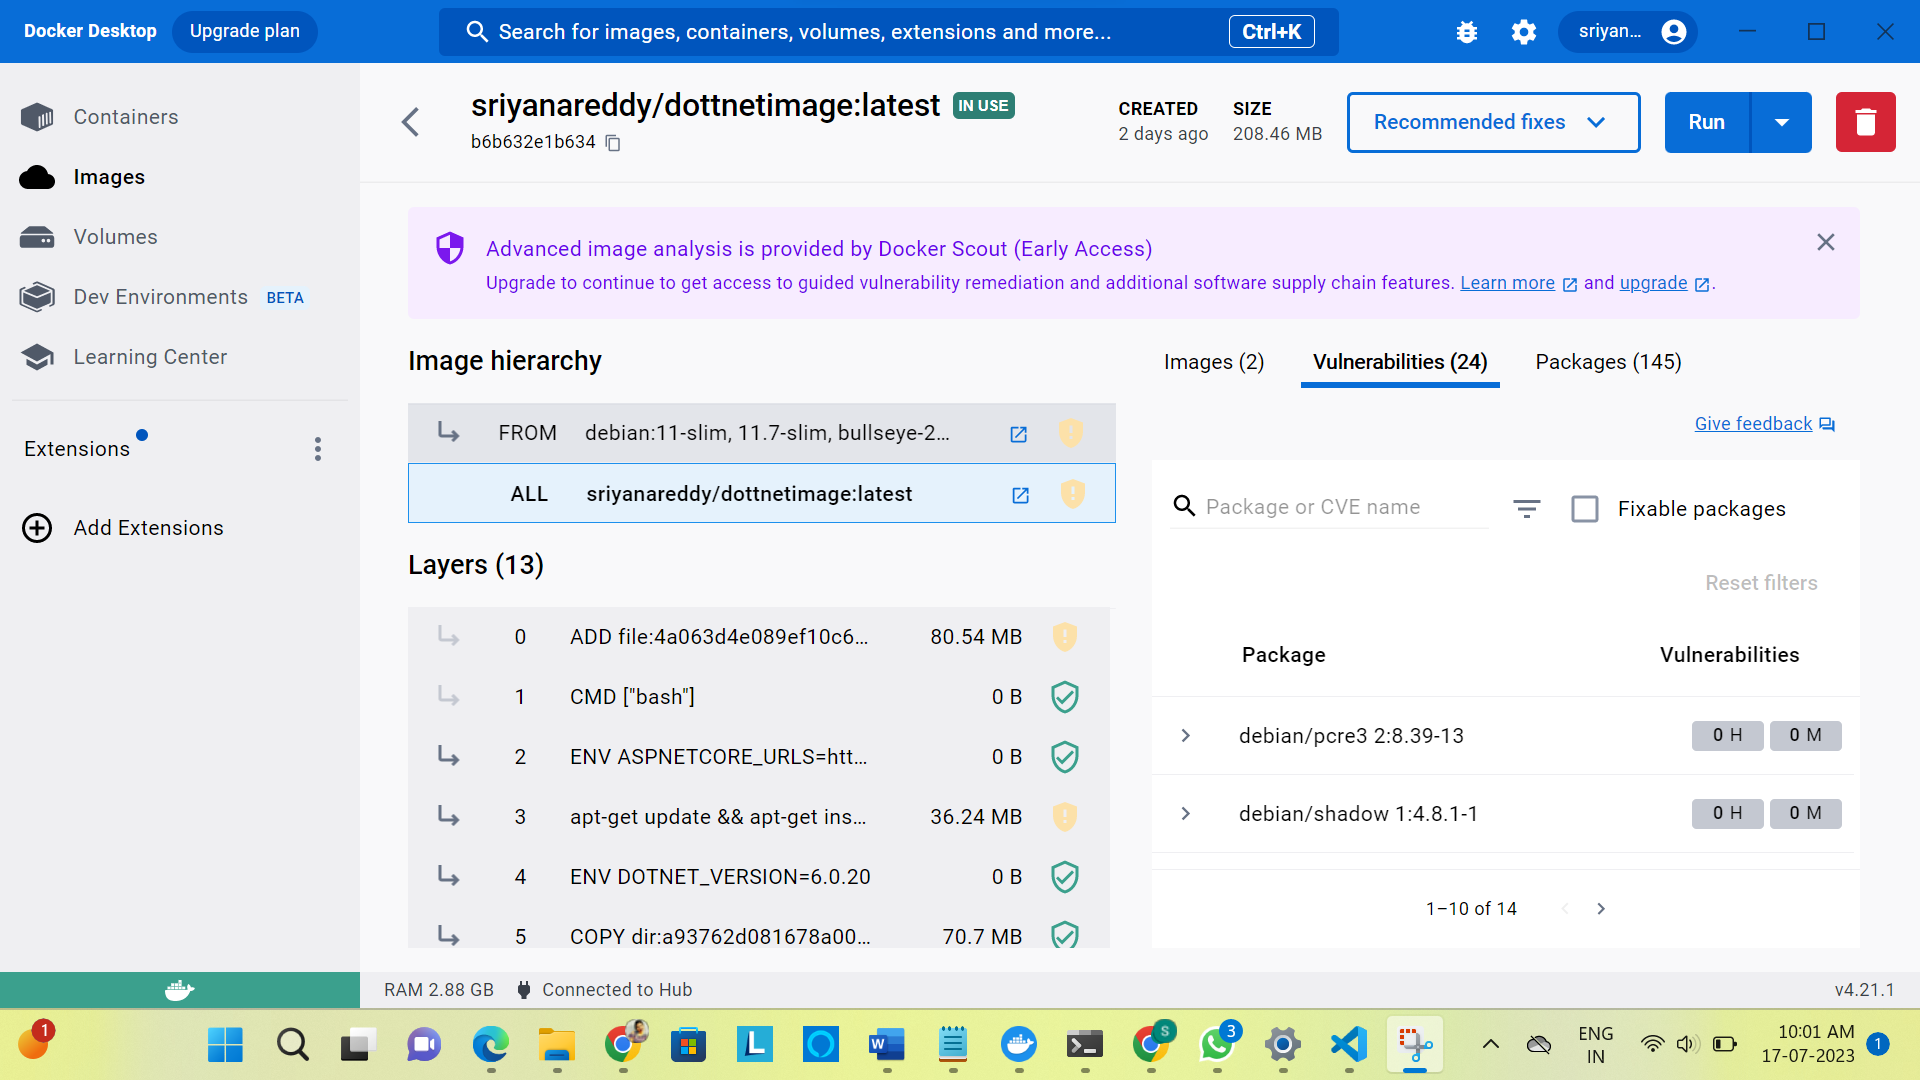 Docker Desktop
Upgrade plan
Search for images, containers, volumes, extensions and more...
Ctrl+K
sriyan...
Containers
Images
Volumes
Dev Environments BETA
Learning Center
Extensions
Add Extensions
sriyanareddy/dottnetimage:latest IN USE
b6b632e1b634
CREATED
2 days ago
SIZE
208.46 MB
Recommended fixes
Run
Advanced image analysis is provided by Docker Scout (Early Access)
Upgrade to continue to get access to guided vulnerability remediation and additional software supply chain features. Learn more and upgrade .
Image hierarchy
FROM debian:11-slim, 11.7-slim, bullseye-2...
ALL sriyanareddy/dottnetimage:latest
Layers (13)
0 ADD file:4a063d4e089ef10c6... 80.54 MB
1 CMD ["bash"] 0 B
2 ENV ASPNETCORE_URLS=htt... 0 B
3 apt-get update && apt-get ins... 36.24 MB
4 ENV DOTNET_VERSION=6.0.20 0 B
5 COPY dir:a93762d081678a00... 70.7 MB
Images (2) Vulnerabilities (24) Packages (145)
Give feedback
Package or CVE name
Fixable packages
Reset filters
Package Vulnerabilities
debian/pcre3 2:8.39-13 0 H 0 M
debian/shadow 1:4.8.1-1 0 H 0 M
1–10 of 14
RAM 2.88 GB Connected to Hub v4.21.1
1
L
W
S
3
ENG
IN
10:01 AM
17-07-2023
1